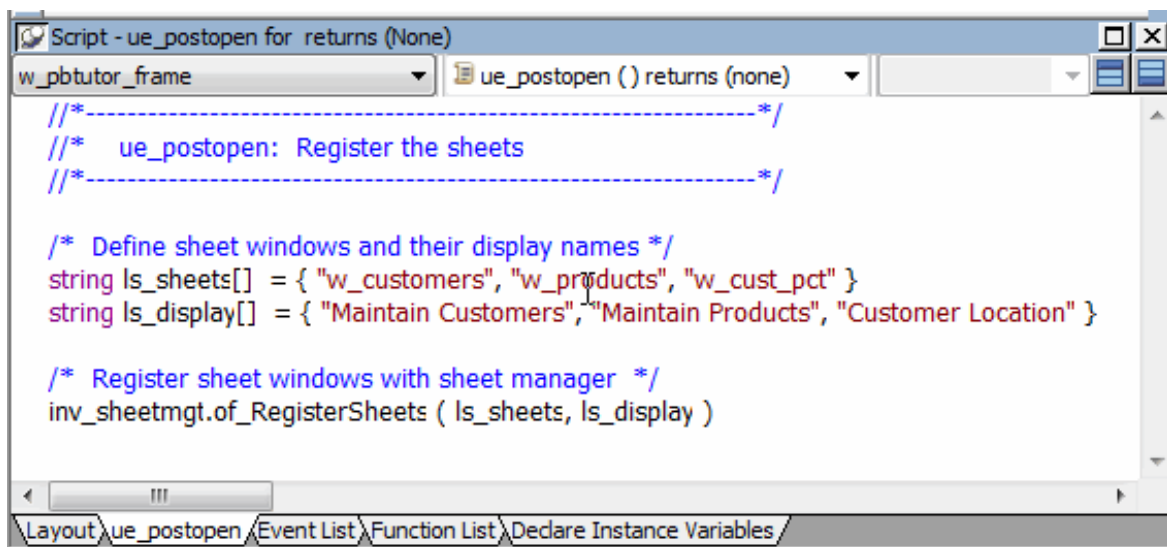 Script - ue_postopen for returns (None)
w_pbtutor_frame
ue_postopen ( ) returns (none)
//*-----------------------------------------------------------------*/
//* ue_postopen: Register the sheets
//*-----------------------------------------------------------------*/
/* Define sheet windows and their display names */
string ls_sheets[] = { "w_customers", "w_products", "w_cust_pct" }
string ls_display[] = { "Maintain Customers", "Maintain Products", "Customer Location" }
/* Register sheet windows with sheet manager */
inv_sheetmgt.of_RegisterSheets ( ls_sheets, ls_display )
Layout ue_postopen Event List Function List Declare Instance Variables